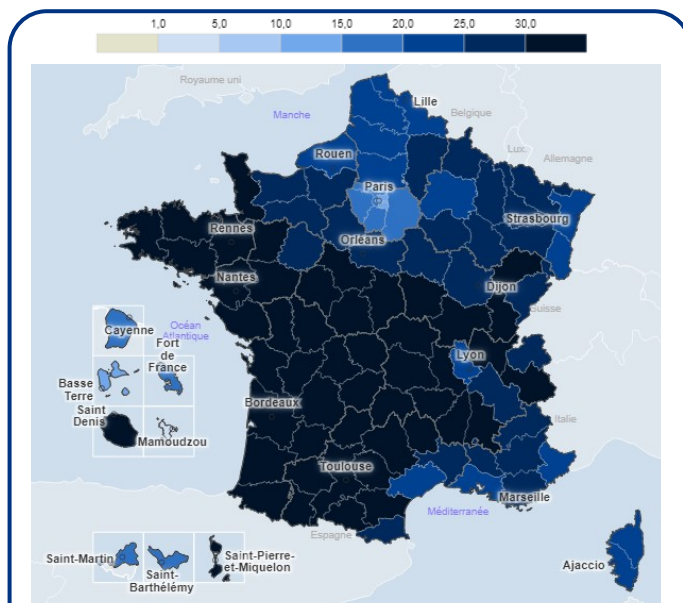 1,0 5,0 10,0 15,0 20,0 25,0 30,0
Royaume uni
Lille
Manche
Belgique
Lux.
Rouen
Allemagne
Paris
Strasbourg
Rennes
Orléans
Nantes
Dijon
Suisse
Cayenne
Océan
Atlantique
Fort
de
France
Lyon
Basse
Terre
Saint
Denis
Bordeaux
Italie
Mamoudzou
Toulouse
Marseille
Méditerranée
Espagne
Saint-Martin
Saint-
Barthélémy
Saint-Pierre-
et-Miquelon
Ajaccio